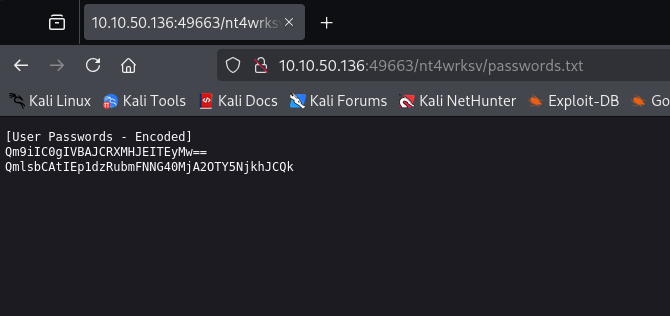 10.10.50.136:49663/nt4wrks
10.10.50.136:49663/nt4wrksv/passwords.txt
Kali Linux Kali Tools Kali Docs Kali Forums Kali NetHunter Exploit-DB Go
[User Passwords - Encoded]
Qm9iIC0gIVBAJCRXMHJEITEyMw==
QmlsbCAtIEp1dzRubmFNNG40MjA2OTY5NjkhJCQk